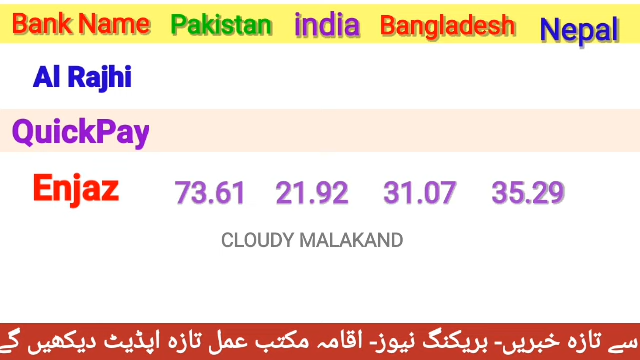 Bank Name Pakistan india Bangladesh Nepal
Al Rajhi
QuickPay
Enjaz 73.61 21.92 31.07 35.29
CLOUDY MALAKAND
سے تازہ خبریں- بریکنگ نیوز- اقامہ مکتب عمل تازہ اپڈیٹ دیکھیں گے